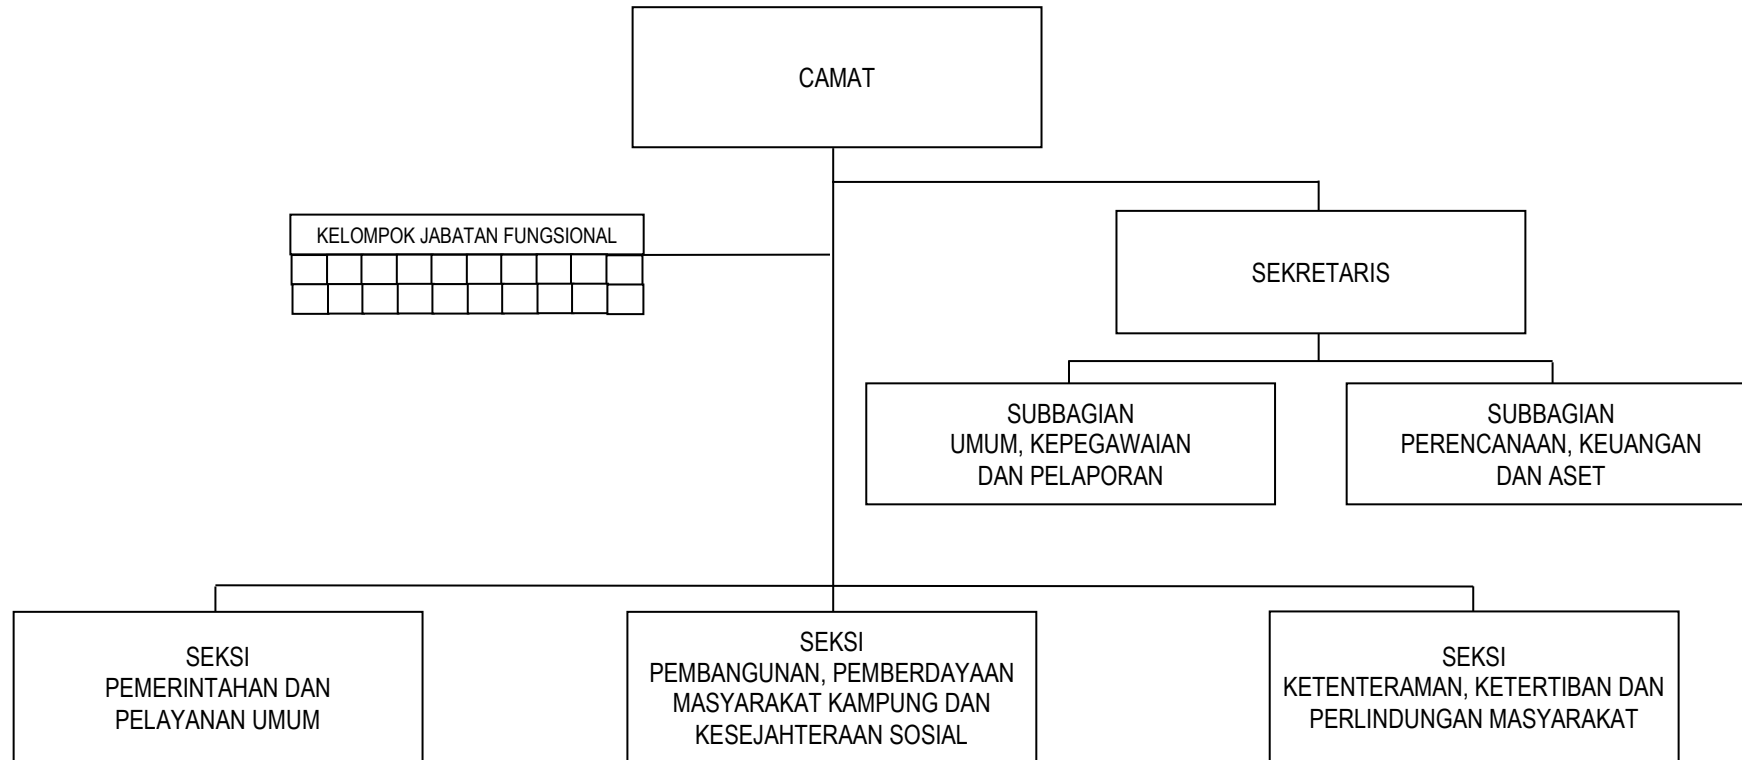 CAMAT
KELOMPOK JABATAN FUNGSIONAL
SEKRETARIS
SUBBAGIAN
UMUM, KEPEGAWAIAN
DAN PELAPORAN
SUBBAGIAN
PERENCANAAN, KEUANGAN
DAN ASET
SEKSI
PEMERINTAHAN DAN
PELAYANAN UMUM
SEKSI
PEMBANGUNAN, PEMBERDAYAAN
MASYARAKAT KAMPUNG DAN
KESEJAHTERAAN SOSIAL
SEKSI
KETENTERAMAN, KETERTIBAN DAN
PERLINDUNGAN MASYARAKAT